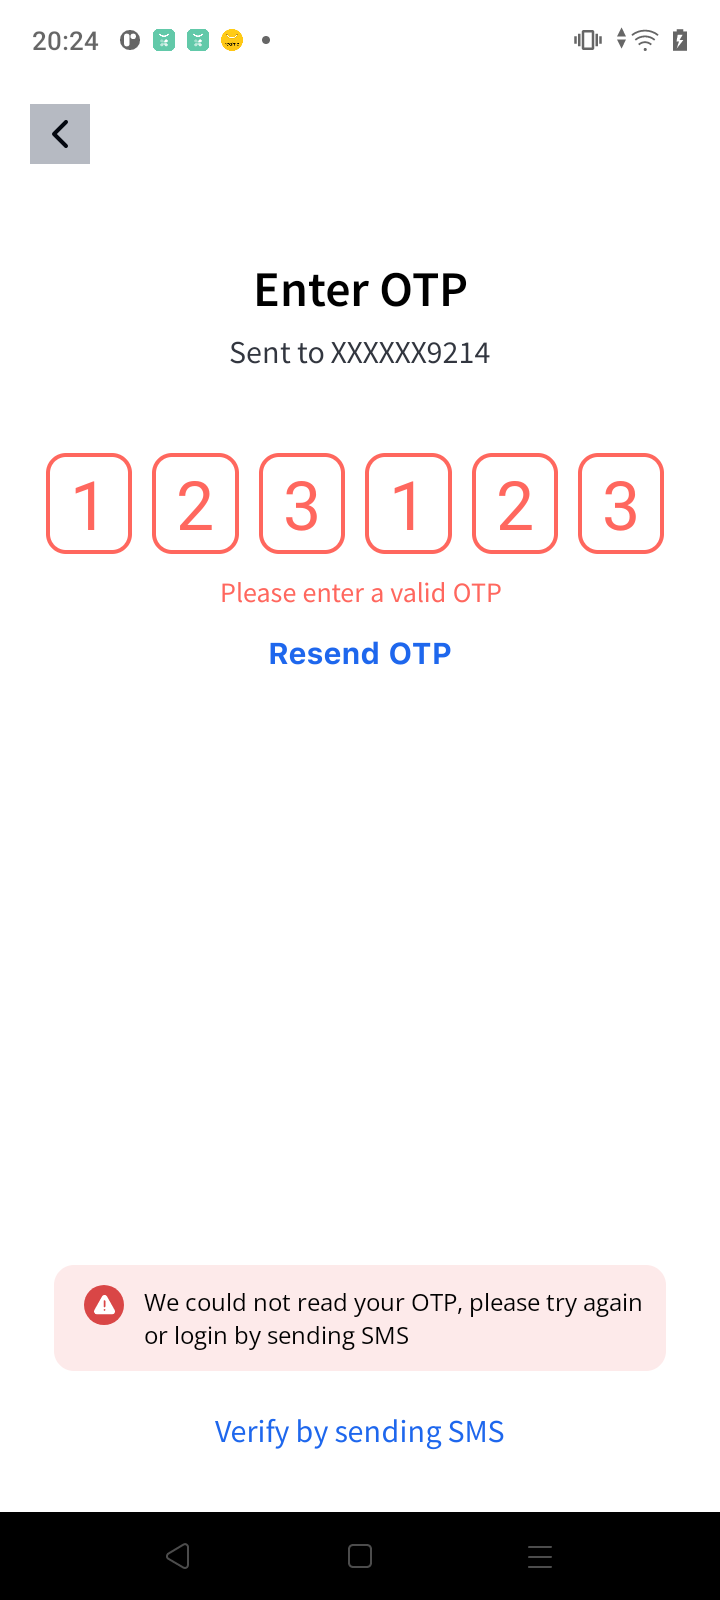 20:24
Enter OTP
Sent to XXXXXX9214
1 2 3 1 2 3
Please enter a valid OTP
Resend OTP
We could not read your OTP, please try again
or login by sending SMS
Verify by sending SMS